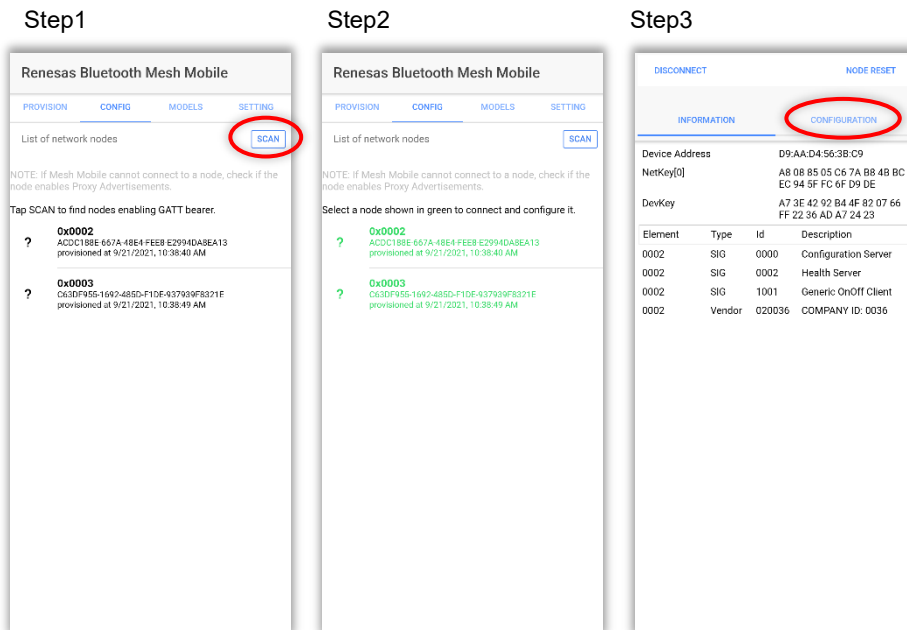 Step1
Renesas Bluetooth Mesh Mobile
PROVISION CONFIG MODELS SETTING
List of network nodes SCAN
NOTE: If Mesh Mobile cannot connect to a node, check if the
node enables Proxy Advertisements.
Tap SCAN to find nodes enabling GATT bearer.
? 0x0002
ACDC188E-667A-48E4-FEE8-E2994DA8EA13
provisioned at 9/21/2021, 10:38:40 AM
? 0x0003
C63DF955-1692-485D-F1DE-937939F8321E
provisioned at 9/21/2021, 10:38:49 AM
Step2
Renesas Bluetooth Mesh Mobile
PROVISION CONFIG MODELS SETTING
List of network nodes SCAN
NOTE: If Mesh Mobile cannot connect to a node, check if the
node enables Proxy Advertisements.
Select a node shown in green to connect and configure it.
? 0x0002
ACDC188E-667A-48E4-FEE8-E2994DA8EA13
provisioned at 9/21/2021, 10:38:40 AM
? 0x0003
C63DF955-1692-485D-F1DE-937939F8321E
provisioned at 9/21/2021, 10:38:49 AM
Step3
DISCONNECT NODE RESET
INFORMATION CONFIGURATION
Device Address D9:AA:D4:56:3B:C9
NetKey[0] A8 08 85 05 C6 7A B8 4B BC
EC 94 5F FC 6F D9 DE
DevKey A7 3E 42 92 B4 4F 82 07 66
FF 22 36 AD A7 24 23
Element Type Id Description
0002 SIG 0000 Configuration Server
0002 SIG 0002 Health Server
0002 SIG 1001 Generic OnOff Client
0002 Vendor 020036 COMPANY ID: 0036